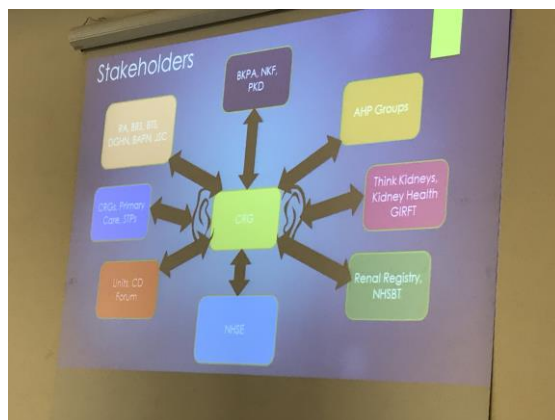 Stakeholders
BKPA, NKF,
PKD
AHP Groups
RA, BRS, BTS,
DGHN, BAPN, JSC
Think Kidneys,
Kidney Health
GIRFT
CRGs, Primary
Care, STPs
CRG
Units, CD
Forum
Renal Registry,
NHSBT
NHSE